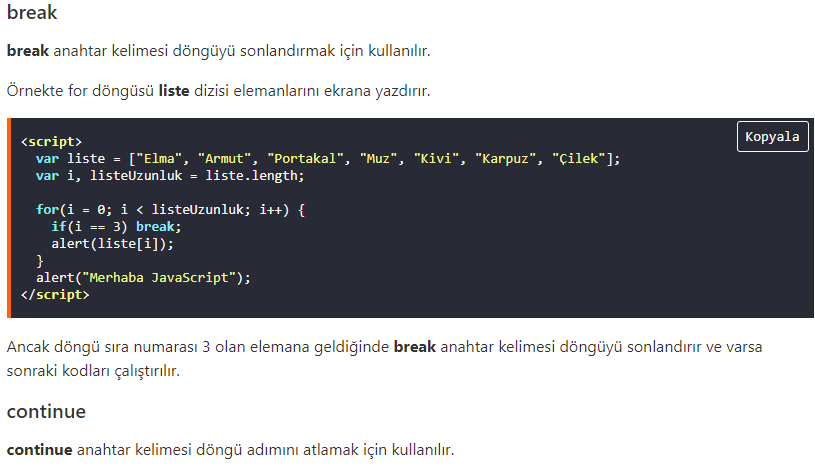 break
break anahtar kelimesi döngüyü sonlandırmak için kullanılır.
Örnekte for döngüsü liste dizisi elemanlarını ekrana yazdırır.
Kopyala
<script>
  var liste = ["Elma", "Armut", "Portakal", "Muz", "Kivi", "Karpuz", "Çilek"];
  var i, listeUzunluk = liste.length;

  for(i = 0; i < listeUzunluk; i++) {
    if(i == 3) break;
    alert(liste[i]);
  }
  alert("Merhaba JavaScript");
</script>
Ancak döngü sıra numarası 3 olan elemana geldiğinde break anahtar kelimesi döngüyü sonlandırır ve varsa
sonraki kodları çalıştırılır.
continue
continue anahtar kelimesi döngü adımını atlamak için kullanılır.